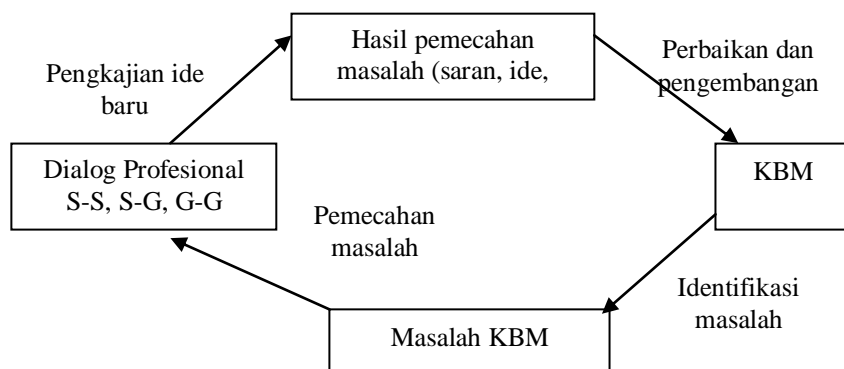 Hasil pemecahan
masalah (saran, ide,
Perbaikan dan
pengembangan
Pengkajian ide
baru
Dialog Profesional
S-S, S-G, G-G
KBM
Pemecahan
masalah
Identifikasi
masalah
Masalah KBM